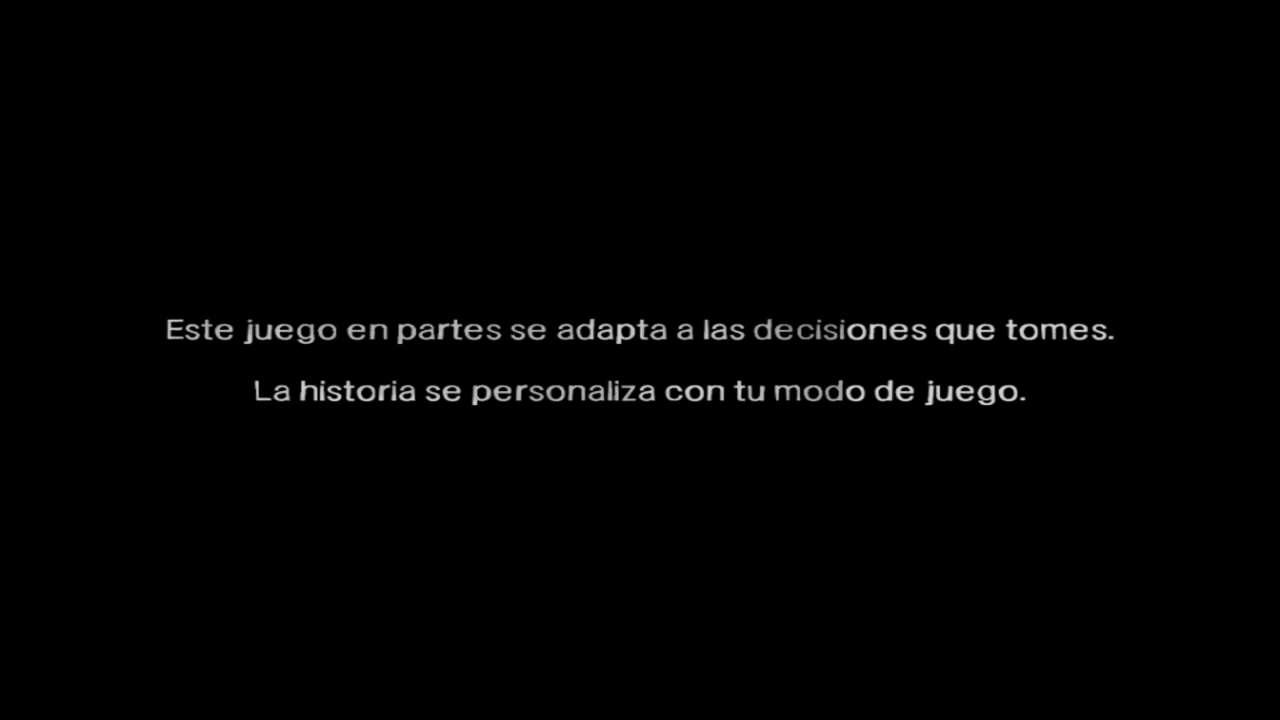 Este juego en partes se adapta a las decisiones que tomes.
La historia se personaliza con tu modo de juego.